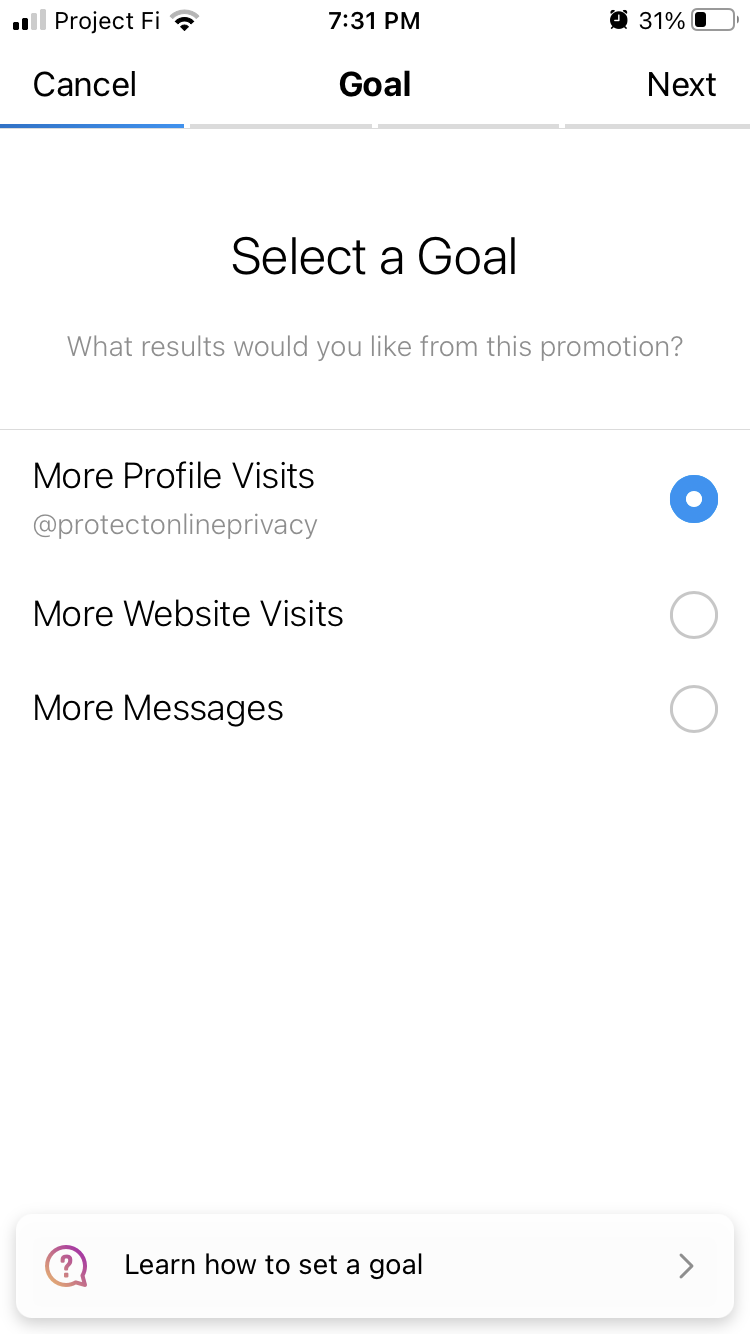 Project Fi 7:31 PM 31%
Cancel Goal Next
Select a Goal
What results would you like from this promotion?
More Profile Visits
@protectonlineprivacy
More Website Visits
More Messages
? Learn how to set a goal